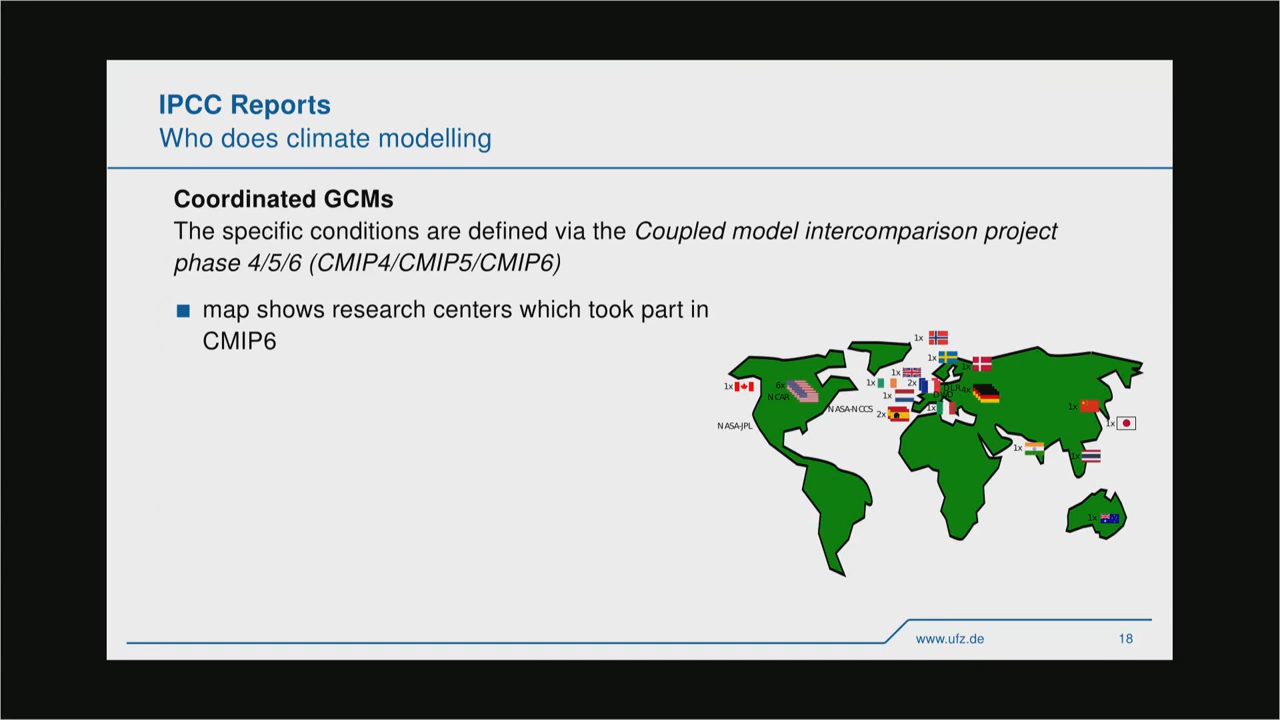 IPCC Reports
Who does climate modelling
Coordinated GCMs
The specific conditions are defined via the Coupled model intercomparison project
phase 4/5/6 (CMIP4/CMIP5/CMIP6)
map shows research centers which took part in
CMIP6
1x
1x
1x
1x
1x
2x
DLR
4x
1x
6x
NCAR
1x
NASA-NCCS
2x
1x
1x
1x
NASA-JPL
1x
1x
1x
www.ufz.de
18